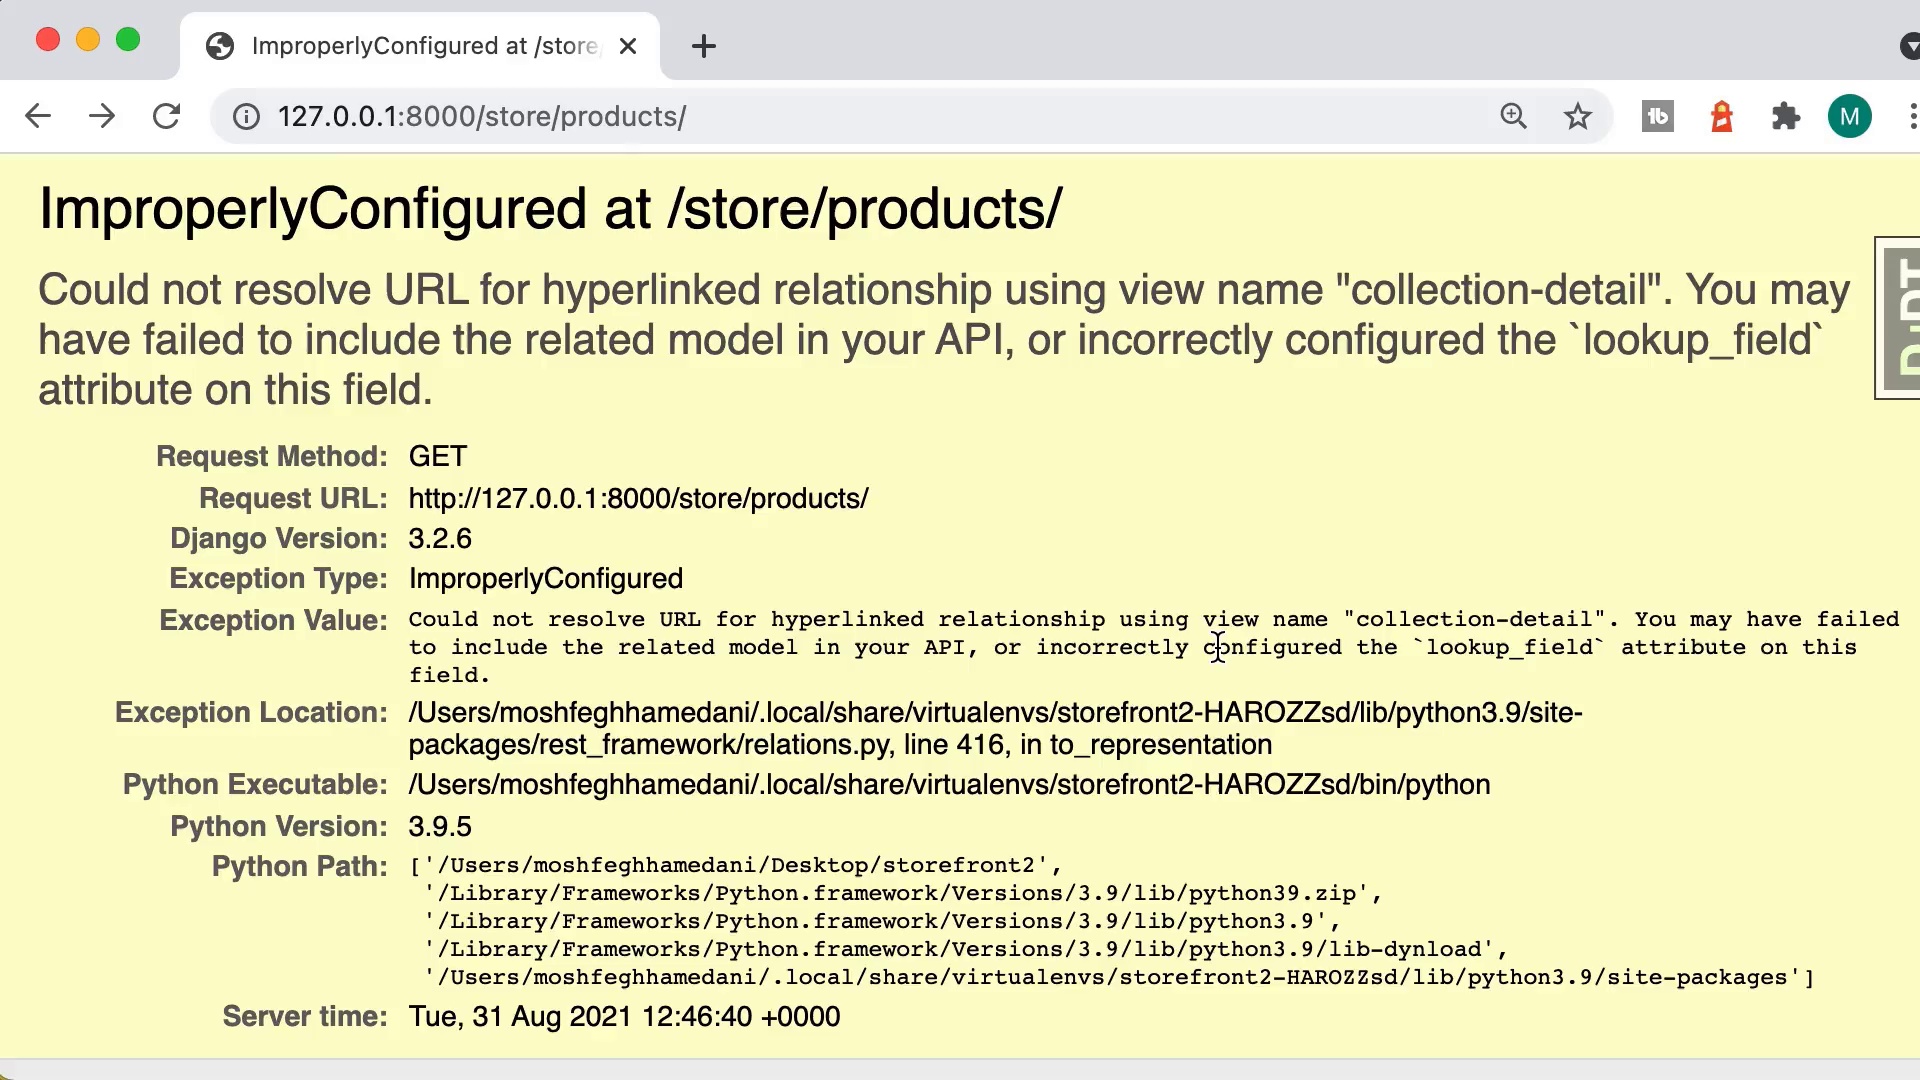 ImproperlyConfigured at /store/
127.0.0.1:8000/store/products/
tb
M
ImproperlyConfigured at /store/products/
Could not resolve URL for hyperlinked relationship using view name "collection-detail". You may
have failed to include the related model in your API, or incorrectly configured the `lookup_field`
attribute on this field.
DjDT
Request Method: GET
Request URL: http://127.0.0.1:8000/store/products/
Django Version: 3.2.6
Exception Type: ImproperlyConfigured
Exception Value: Could not resolve URL for hyperlinked relationship using view name "collection-detail". You may have failed
to include the related model in your API, or incorrectly configured the `lookup_field` attribute on this
field.
Exception Location: /Users/moshfeghhamedani/.local/share/virtualenvs/storefront2-HAROZZsd/lib/python3.9/site-
packages/rest_framework/relations.py, line 416, in to_representation
Python Executable: /Users/moshfeghhamedani/.local/share/virtualenvs/storefront2-HAROZZsd/bin/python
Python Version: 3.9.5
Python Path: ['/Users/moshfeghhamedani/Desktop/storefront2',
'/Library/Frameworks/Python.framework/Versions/3.9/lib/python39.zip',
'/Library/Frameworks/Python.framework/Versions/3.9/lib/python3.9',
'/Library/Frameworks/Python.framework/Versions/3.9/lib/python3.9/lib-dynload',
'/Users/moshfeghhamedani/.local/share/virtualenvs/storefront2-HAROZZsd/lib/python3.9/site-packages']
Server time: Tue, 31 Aug 2021 12:46:40 +0000